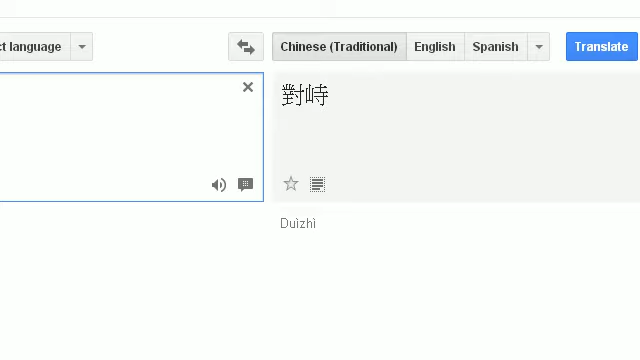 ct language
Chinese (Traditional) English Spanish Translate
對峙
Duìzhì